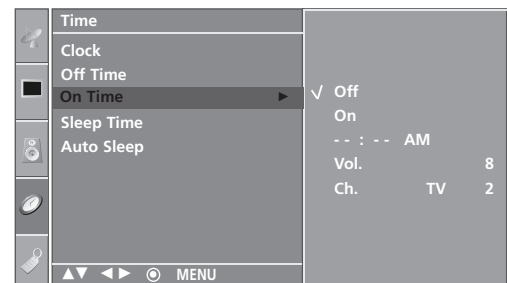 Time
Clock
Off Time
On Time ►
Sleep Time
Auto Sleep
√ Off
On
- - : - - AM
Vol. 8
Ch. TV 2
▲▼ ◄► ◉ MENU